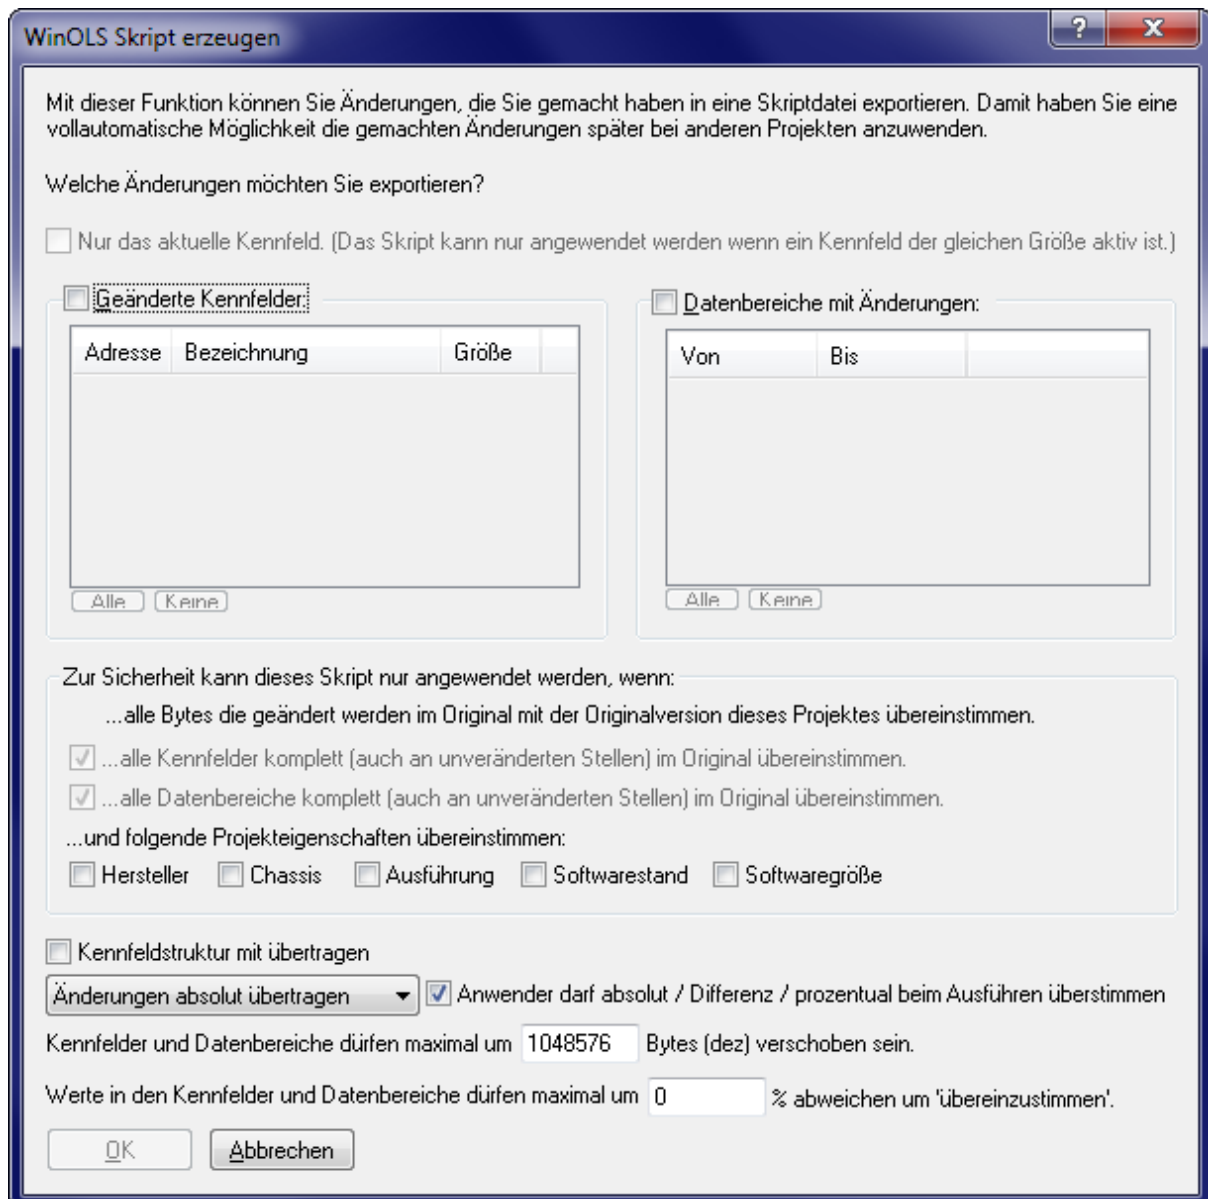 WinOLS Skript erzeugen
?
X
Mit dieser Funktion können Sie Änderungen, die Sie gemacht haben in eine Skriptdatei exportieren. Damit haben Sie eine
vollautomatische Möglichkeit die gemachten Änderungen später bei anderen Projekten anzuwenden.
Welche Änderungen möchten Sie exportieren?
Nur das aktuelle Kennfeld. (Das Skript kann nur angewendet werden wenn ein Kennfeld der gleichen Größe aktiv ist.)
Geänderte Kennfelder:
Adresse Bezeichnung Größe
Alle Keine
Datenbereiche mit Änderungen:
Von Bis
Alle Keine
Zur Sicherheit kann dieses Skript nur angewendet werden, wenn:
...alle Bytes die geändert werden im Original mit der Originalversion dieses Projektes übereinstimmen.
...alle Kennfelder komplett (auch an unveränderten Stellen) im Original übereinstimmen.
...alle Datenbereiche komplett (auch an unveränderten Stellen) im Original übereinstimmen.
...und folgende Projekteigenschaften übereinstimmen:
Hersteller Chassis Ausführung Softwarestand Softwaregröße
Kennfeldstruktur mit übertragen
Änderungen absolut übertragen Anwender darf absolut / Differenz / prozentual beim Ausführen überstimmen
Kennfelder und Datenbereiche dürfen maximal um 1048576 Bytes (dez) verschoben sein.
Werte in den Kennfelder und Datenbereiche dürfen maximal um 0 % abweichen um 'übereinzustimmen'.
OK Abbrechen